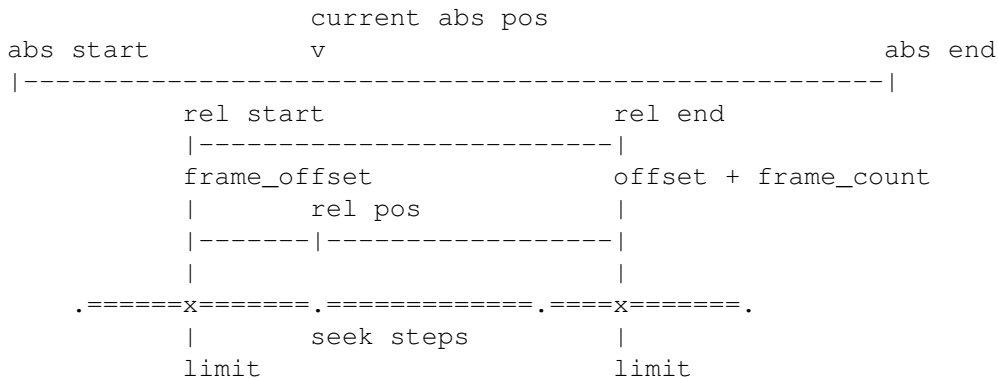 current abs pos
abs start v abs end
|------------------------------------------------------|
rel start rel end
|--------------------------|
frame_offset offset + frame_count
| rel pos |
|-------|------------------|
| |
.======x=======.=============.====x=======.
| seek steps |
limit limit